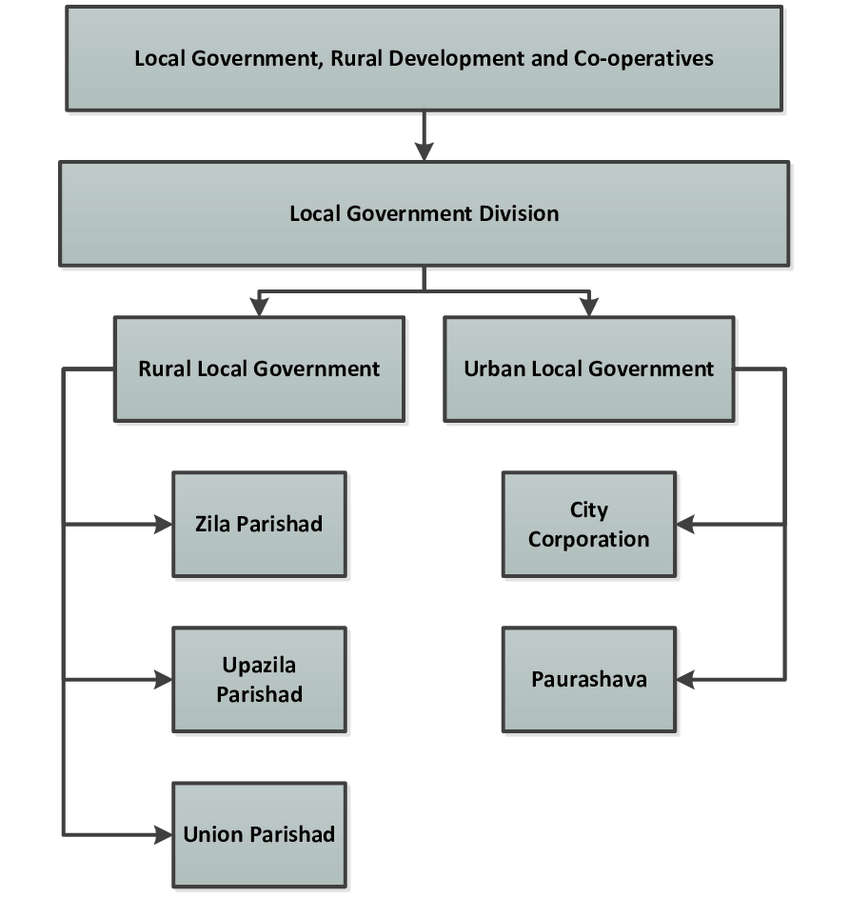 Local Government, Rural Development and Co-operatives
Local Government Division
Rural Local Government
Urban Local Government
Zila Parishad
City
Corporation
Upazila
Parishad
Paurashava
Union Parishad